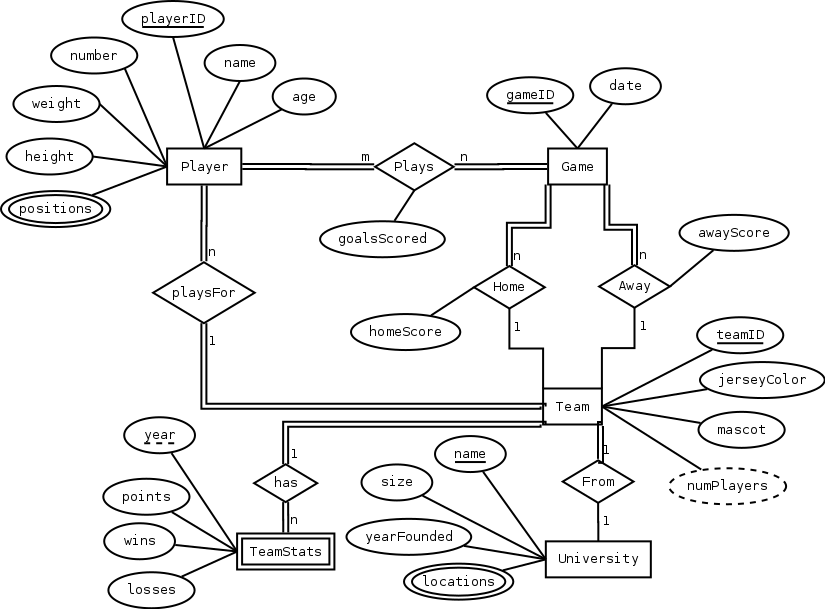 playerID
number
name
weight
age
height
positions
Player
m
Plays
n
goalsScored
gameID
date
Game
n
n
n
playsFor
1
Home
homeScore
1
Away
awayScore
1
teamID
jerseyColor
mascot
numPlayers
Team
year
points
wins
losses
1
has
n
TeamStats
name
size
yearFounded
locations
1
From
1
University